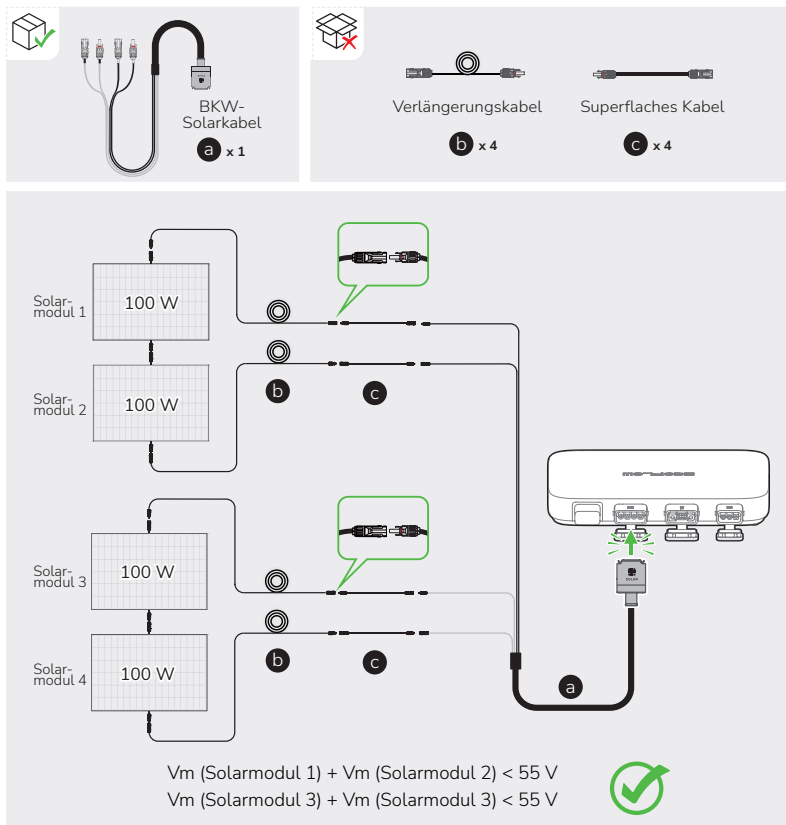 BKW-
Solarkabel
a x 1
Verlängerungskabel
b x 4
Superflaches Kabel
c x 4
Solar-
modul 1
100 W
Solar-
modul 2
100 W
b
c
Solar-
modul 3
100 W
Solar-
modul 4
100 W
b
c
a
SOLAR
Vm (Solarmodul 1) + Vm (Solarmodul 2) < 55 V
Vm (Solarmodul 3) + Vm (Solarmodul 3) < 55 V